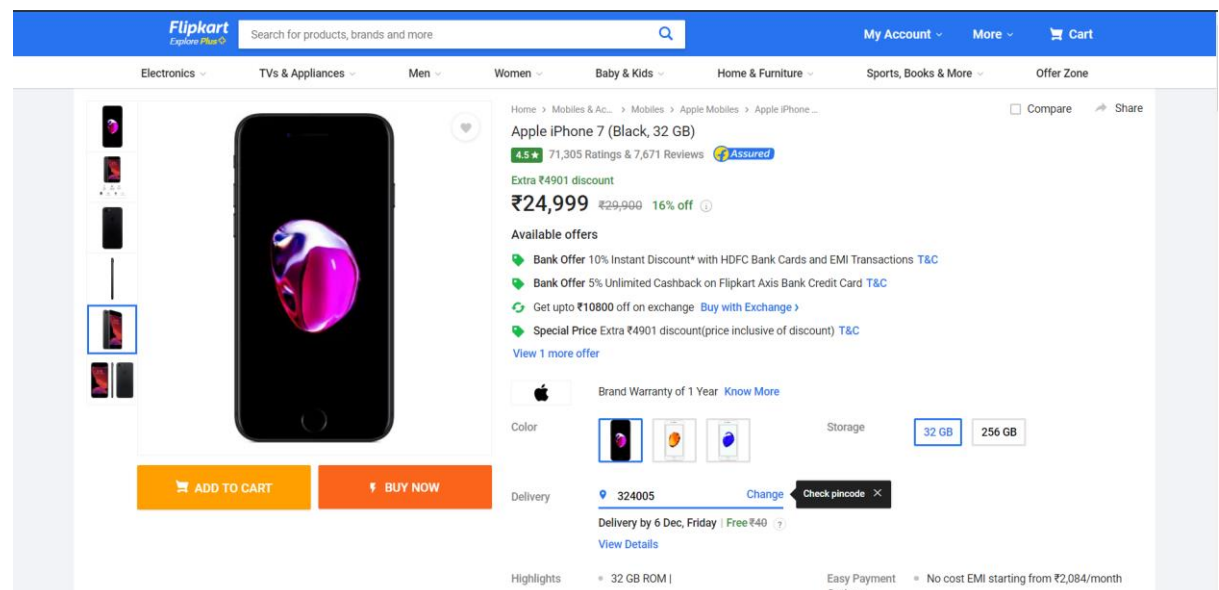 Flipkart
Explore Plus
Search for products, brands and more
My Account
More
Cart
Electronics
TVs & Appliances
Men
Women
Baby & Kids
Home & Furniture
Sports, Books & More
Offer Zone
Home > Mobiles & Ac... > Mobiles > Apple Mobiles > Apple iPhone ...
Compare
Share
Apple iPhone 7 (Black, 32 GB)
4.5★ 71,305 Ratings & 7,671 Reviews Assured
Extra ₹4901 discount
₹24,999 ₹29,900 16% off
Available offers
Bank Offer 10% Instant Discount* with HDFC Bank Cards and EMI Transactions T&C
Bank Offer 5% Unlimited Cashback on Flipkart Axis Bank Credit Card T&C
Get upto ₹10800 off on exchange Buy with Exchange >
Special Price Extra ₹4901 discount(price inclusive of discount) T&C
View 1 more offer
Brand Warranty of 1 Year Know More
Color
Storage
32 GB
256 GB
ADD TO CART
BUY NOW
Delivery
324005
Change
Check pincode ×
Delivery by 6 Dec, Friday | Free ₹40 ?
View Details
Highlights
32 GB ROM |
Easy Payment
No cost EMI starting from ₹2,084/month